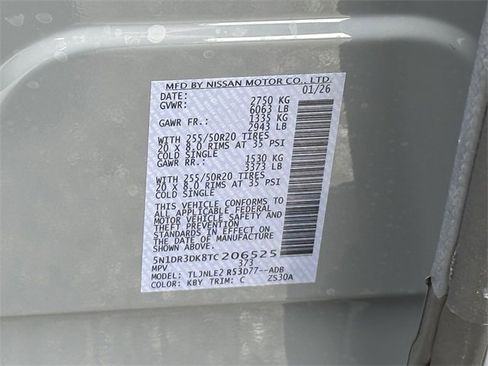 MFD BY NISSAN MOTOR CO., LTD.
DATE: 01/26
GVWR: 2750 KG
6063 LB
GAWR FR.: 1335 KG
2943 LB
WITH 255/50R20 TIRES
20 X 8.0 RIMS AT 35 PSI
COLD SINGLE
GAWR RR.: 1530 KG
3373 LB
WITH 255/50R20 TIRES
20 X 8.0 RIMS AT 35 PSI
COLD SINGLE
THIS VEHICLE CONFORMS TO
ALL APPLICABLE FEDERAL
MOTOR VEHICLE SAFETY AND
THEFT PREVENTION
STANDARDS IN EFFECT ON
THE DATE OF MANUFACTURE
SHOWN ABOVE.
5N1DR3DK8TC206525
MPV 373
MODEL: TLJNLE2 R53D77--ADB
COLOR: KBY TRIM: C ZS30A